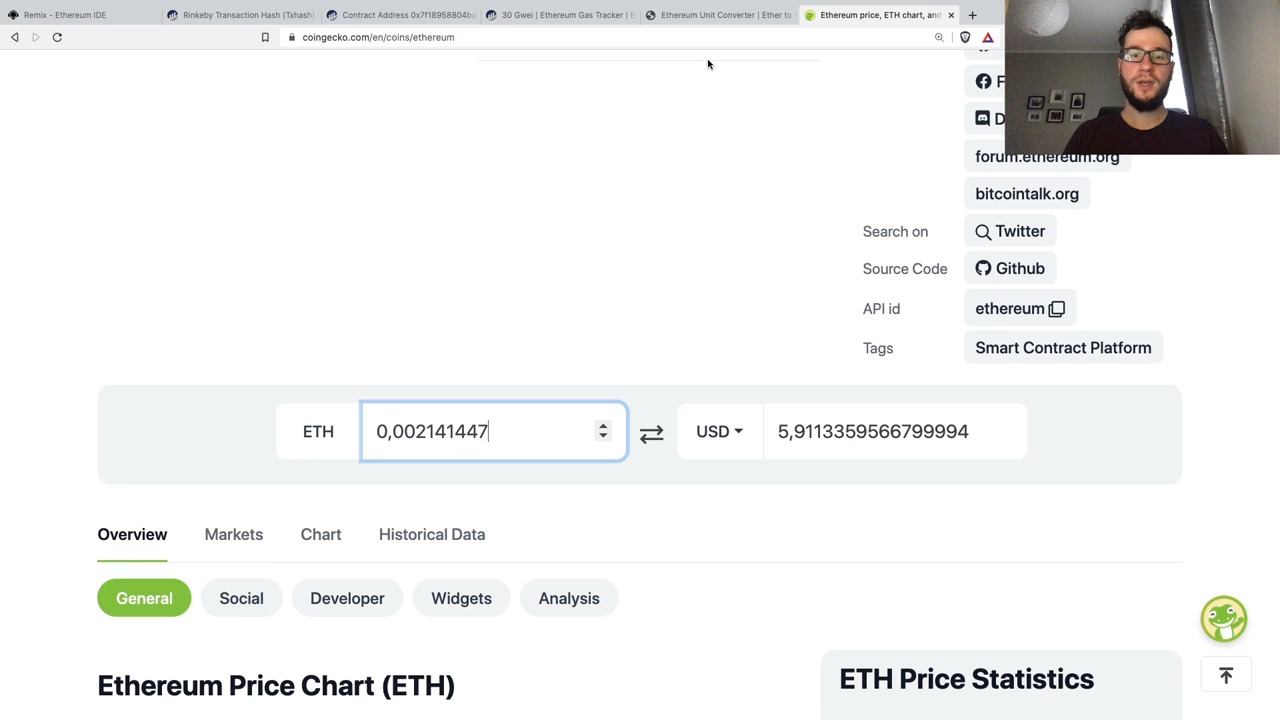 Remix - Ethereum IDE
Rinkeby Transaction Hash (Txhash)
Contract Address 0x7f18958804ba
30 Gwei | Ethereum Gas Tracker | E
Ethereum Unit Converter | Ether to
Ethereum price, ETH chart, and
coingecko.com/en/coins/ethereum
F
D
forum.ethereum.org
bitcointalk.org
Search on
Twitter
Source Code
Github
API id
ethereum
Tags
Smart Contract Platform
ETH
0,002141447
USD
5,9113359566799994
Overview
Markets
Chart
Historical Data
General
Social
Developer
Widgets
Analysis
Ethereum Price Chart (ETH)
ETH Price Statistics